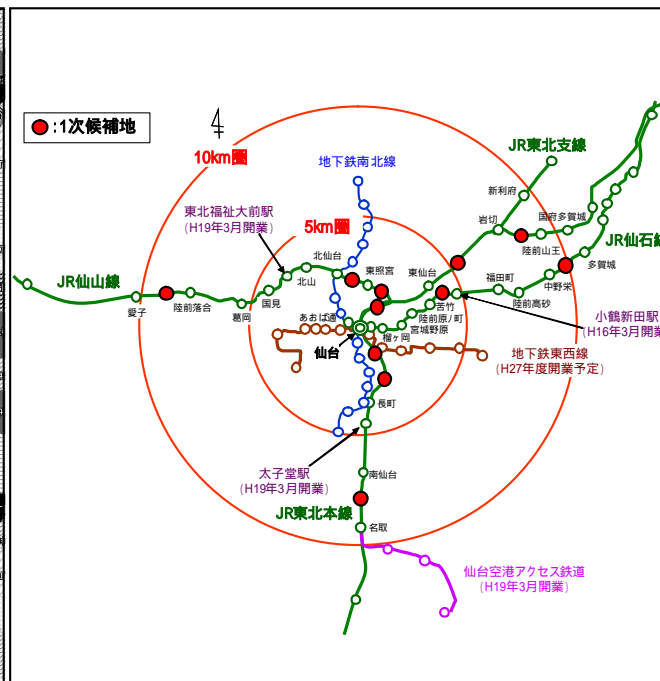 :1次候補地
10km圏
地下鉄南北線
JR東北支線
新利府
東北福祉大前駅
(H19年3月開業)
5km圏
岩切
国府多賀城
JR仙石線
北仙台
東照宮
陸前山王
多賀城
JR仙山線
北山
東仙台
福田町
中野栄
国見
苦竹
陸前高砂
愛子
陸前落合
葛岡
あおば通
陸前原ノ町
小鶴新田駅
(H16年3月開業
宮城野原
榴ヶ岡
仙台
地下鉄東西線
(H27年度開業予定)
長町
太子堂駅
(H19年3月開業)
南仙台
JR東北本線
名取
仙台空港アクセス鉄道
(H19年3月開業)